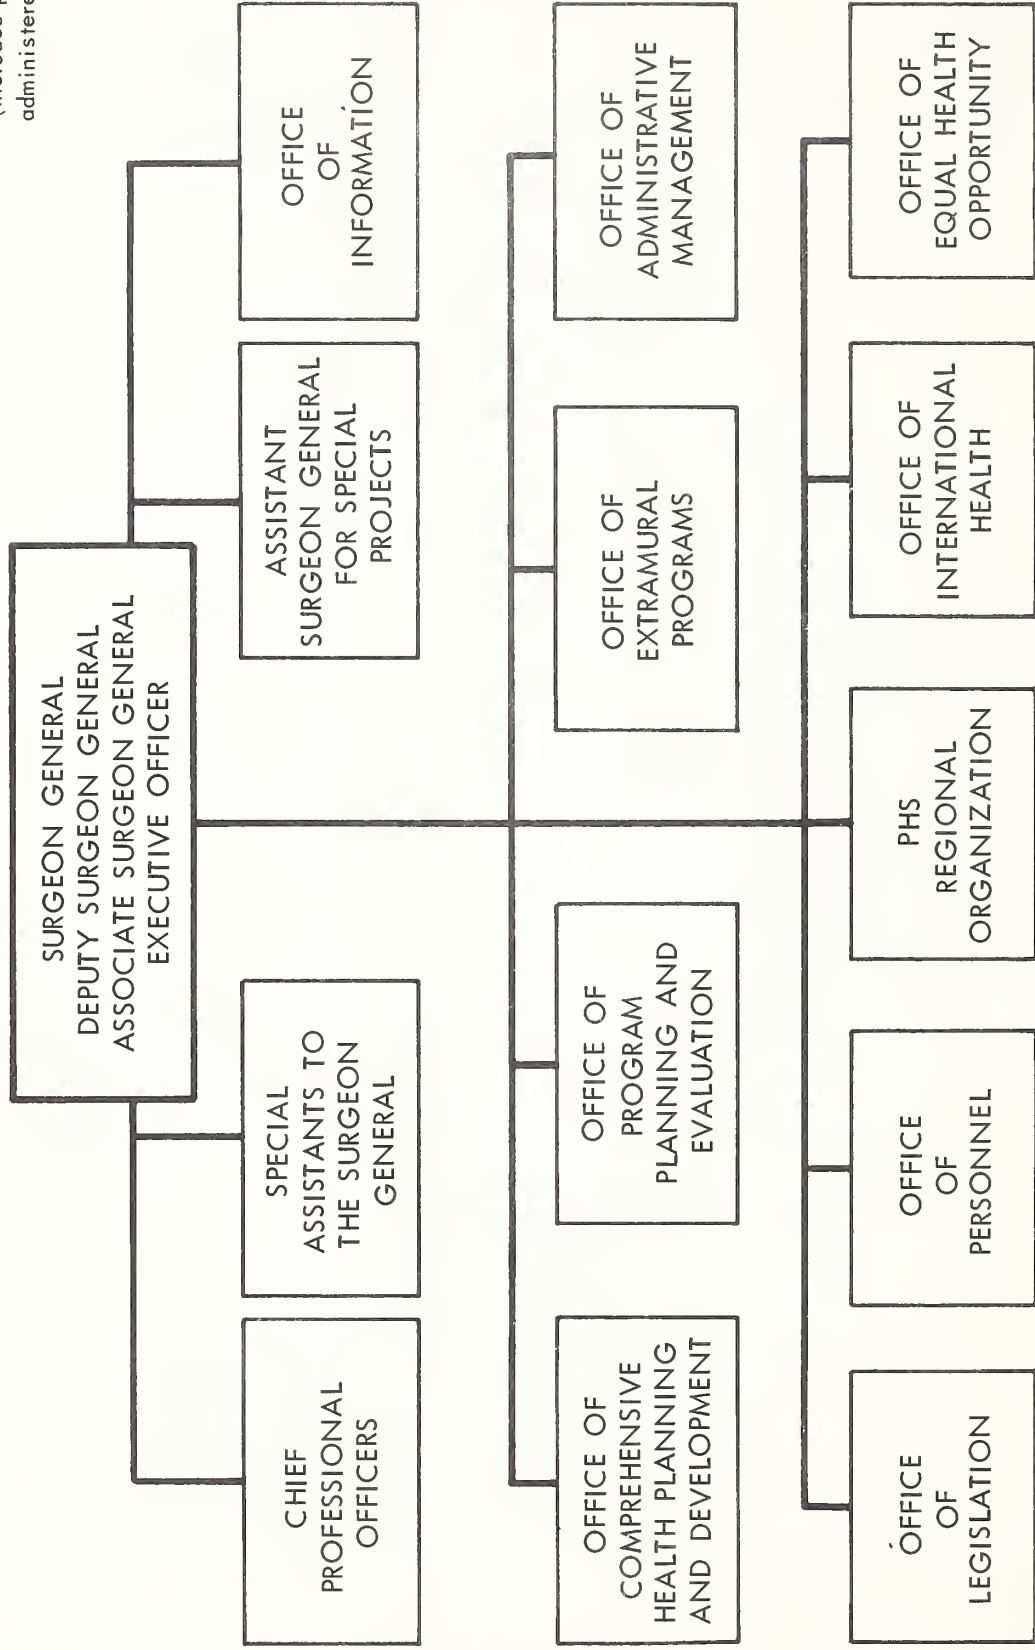 administere
SURGEON GENERAL
DEPUTY SURGEON GENERAL
ASSOCIATE SURGEON GENERAL
EXECUTIVE OFFICER
CHIEF
PROFESSIONAL
OFFICERS
SPECIAL
ASSISTANTS TO
THE SURGEON
GENERAL
ASSISTANT
SURGEON GENERAL
FOR SPECIAL
PROJECTS
OFFICE
OF
INFORMATION
OFFICE OF
COMPREHENSIVE
HEALTH PLANNING
AND DEVELOPMENT
OFFICE OF
PROGRAM
PLANNING AND
EVALUATION
OFFICE OF
EXTRAMURAL
PROGRAMS
OFFICE OF
ADMINISTRATIVE
MANAGEMENT
OFFICE
OF
LEGISLATION
OFFICE
OF
PERSONNEL
PHS
REGIONAL
ORGANIZATION
OFFICE OF
INTERNATIONAL
HEALTH
OFFICE OF
EQUAL HEALTH
OPPORTUNITY